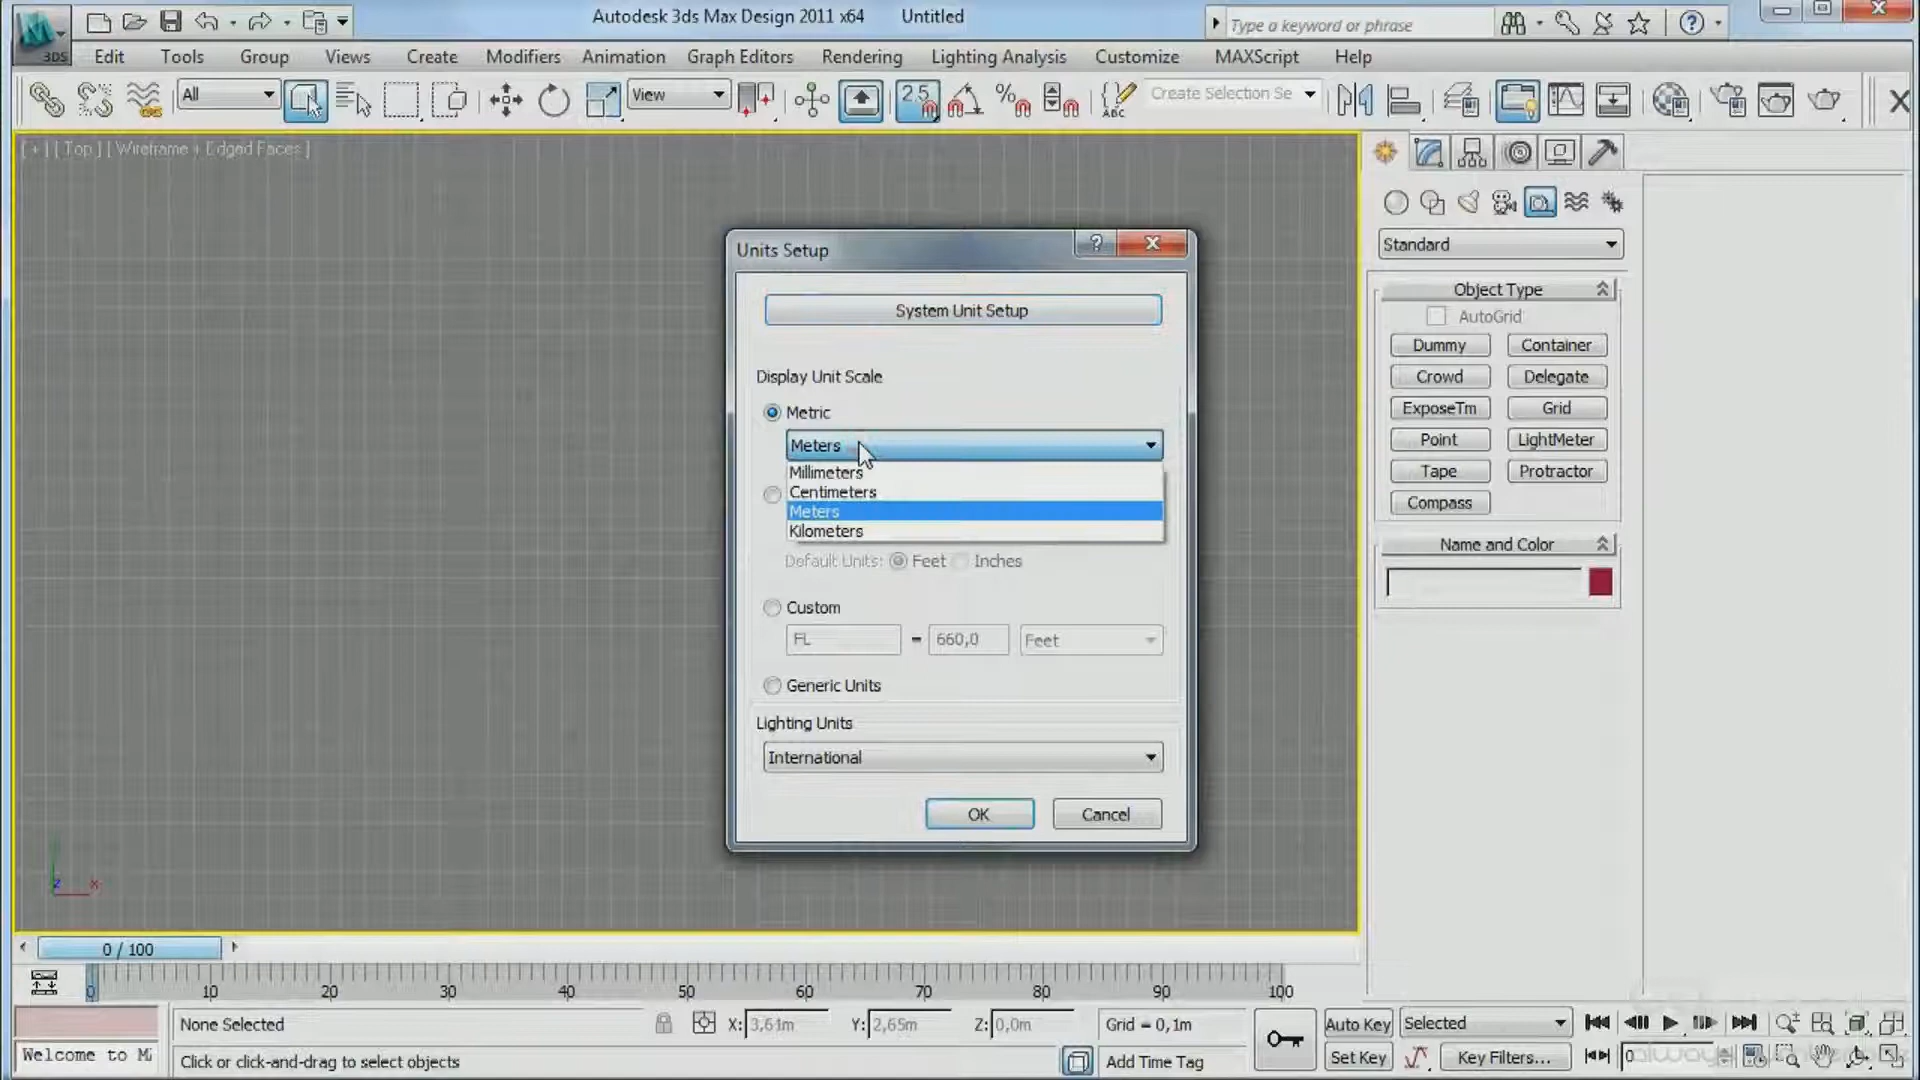 Autodesk 3ds Max Design 2011 x64 Untitled
Type a keyword or phrase
3DS
Edit Tools Group Views Create Modifiers Animation Graph Editors Rendering Lighting Analysis Customize MAXScript Help
All
View
2.5
%
ABC
Create Selection Se
[ + ] [ Top ] [ Wireframe + Edged Faces ]
Standard
Object Type
AutoGrid
Dummy Container
Crowd Delegate
ExposeTm Grid
Point LightMeter
Tape Protractor
Compass
Name and Color
Units Setup
System Unit Setup
Display Unit Scale
Metric
Meters
Millimeters
Centimeters
Meters
Kilometers
Default Units: Feet Inches
Custom
FL = 660,0 Feet
Generic Units
Lighting Units
International
OK Cancel
z x
0 / 100
0 10 20 30 40 50 60 70 80 90 100
None Selected X: 3,61m Y: 2,65m Z: 0,0m Grid = 0,1m Auto Key Selected
Welcome to M Click or click-and-drag to select objects Add Time Tag Set Key Key Filters... 0